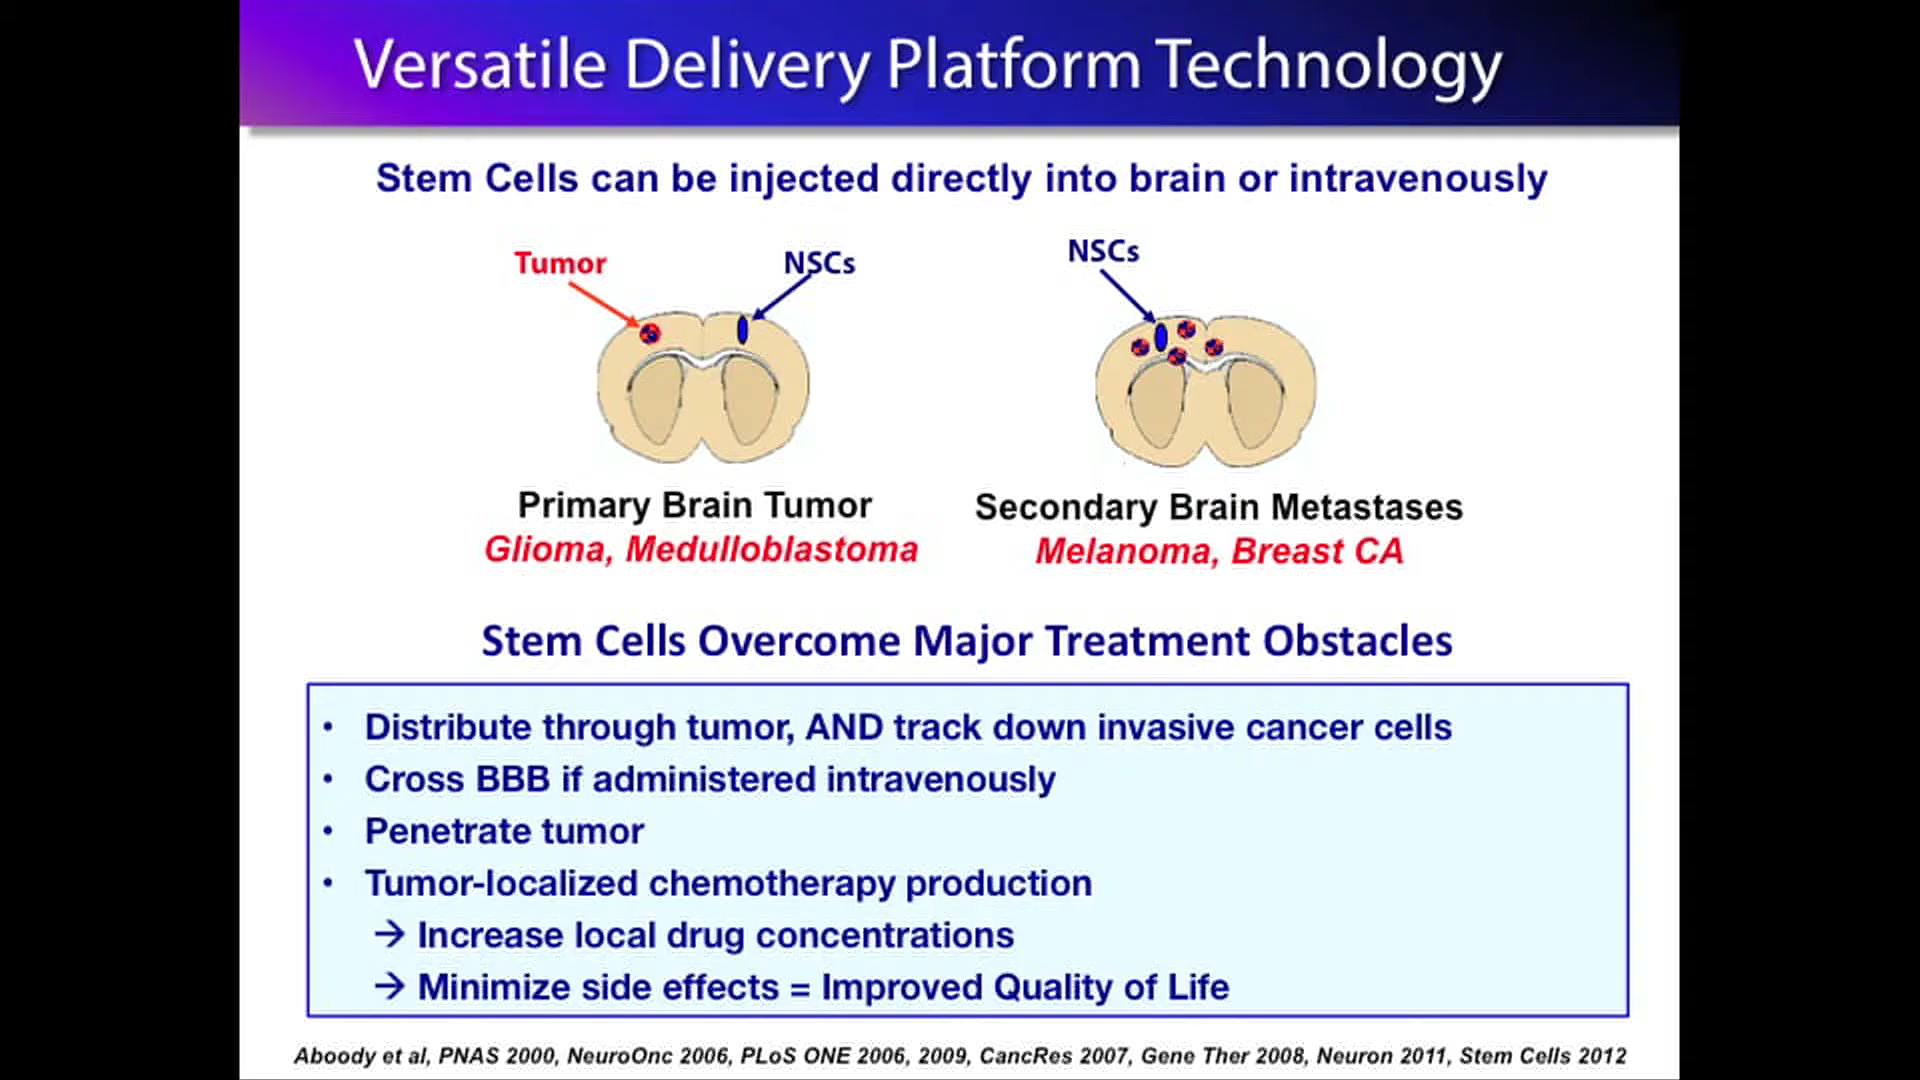 Versatile Delivery Platform Technology
Stem Cells can be injected directly into brain or intravenously
Tumor
NSCs
NSCs
Primary Brain Tumor
Glioma, Medulloblastoma
Secondary Brain Metastases
Melanoma, Breast CA
Stem Cells Overcome Major Treatment Obstacles
• Distribute through tumor, AND track down invasive cancer cells
• Cross BBB if administered intravenously
• Penetrate tumor
• Tumor-localized chemotherapy production
→ Increase local drug concentrations
→ Minimize side effects = Improved Quality of Life
Aboody et al, PNAS 2000, NeuroOnc 2006, PLoS ONE 2006, 2009, CancRes 2007, Gene Ther 2008, Neuron 2011, Stem Cells 2012